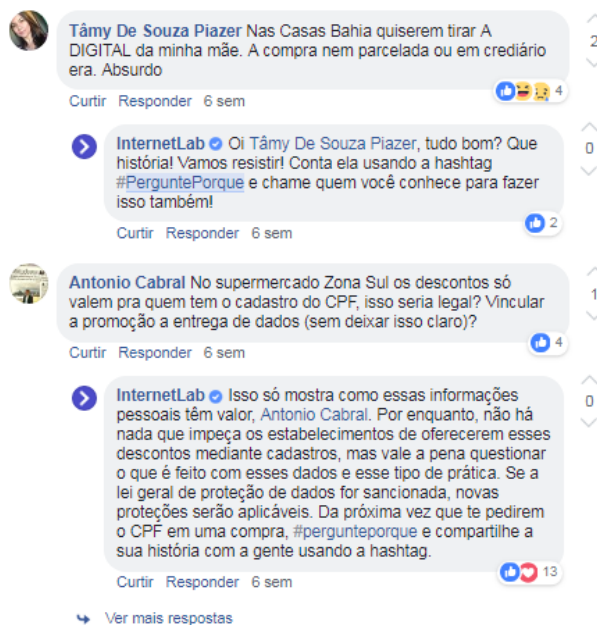 Tâmy De Souza Piazer Nas Casas Bahia quiserem tirar A
DIGITAL da minha mãe. A compra nem parcelada ou em crediário
era. Absurdo
4
2
Curtir Responder 6 sem
InternetLab Oi Tâmy De Souza Piazer, tudo bom? Que
história! Vamos resistir! Conta ela usando a hashtag
#PerguntePorque e chame quem você conhece para fazer
isso também!
2
0
Curtir Responder 6 sem
Antonio Cabral No supermercado Zona Sul os descontos só
valem pra quem tem o cadastro do CPF, isso seria legal? Vincular
a promoção a entrega de dados (sem deixar isso claro)?
4
1
Curtir Responder 6 sem
InternetLab Isso só mostra como essas informações
pessoais têm valor, Antonio Cabral. Por enquanto, não há
nada que impeça os estabelecimentos de oferecerem esses
descontos mediante cadastros, mas vale a pena questionar
o que é feito com esses dados e esse tipo de prática. Se a
lei geral de proteção de dados for sancionada, novas
proteções serão aplicáveis. Da próxima vez que te pedirem
o CPF em uma compra, #pergunteporque e compartilhe a
sua história com a gente usando a hashtag.
13
0
Curtir Responder 6 sem
Ver mais respostas